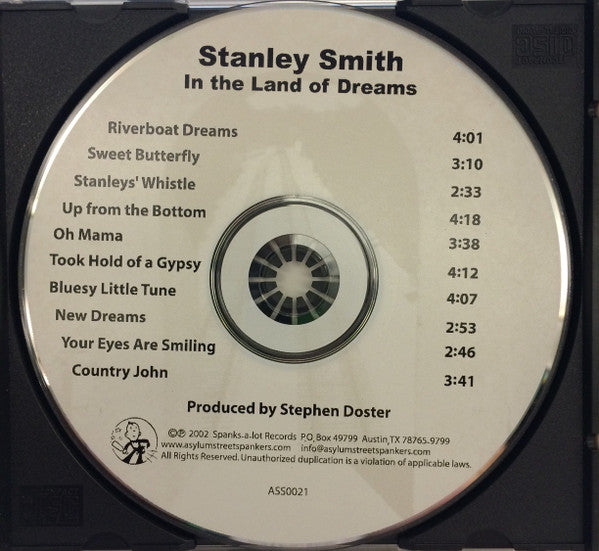 Stanley Smith
In the Land of Dreams
Riverboat Dreams 4:01
Sweet Butterfly 3:10
Stanleys' Whistle 2:33
Up from the Bottom 4:18
Oh Mama 3:38
Took Hold of a Gypsy 4:12
Bluesy Little Tune 4:07
New Dreams 2:53
Your Eyes Are Smiling 2:46
Country John 3:41
Produced by Stephen Doster
©℗ 2002 Spanks-a-lot Records P.O. Box 49799 Austin,TX 78765-9799
www.asylumstreetspankers.com info@asylumstreetspankers.com
All Rights Reserved. Unauthorized duplication is a violation of applicable laws.
ASS0021